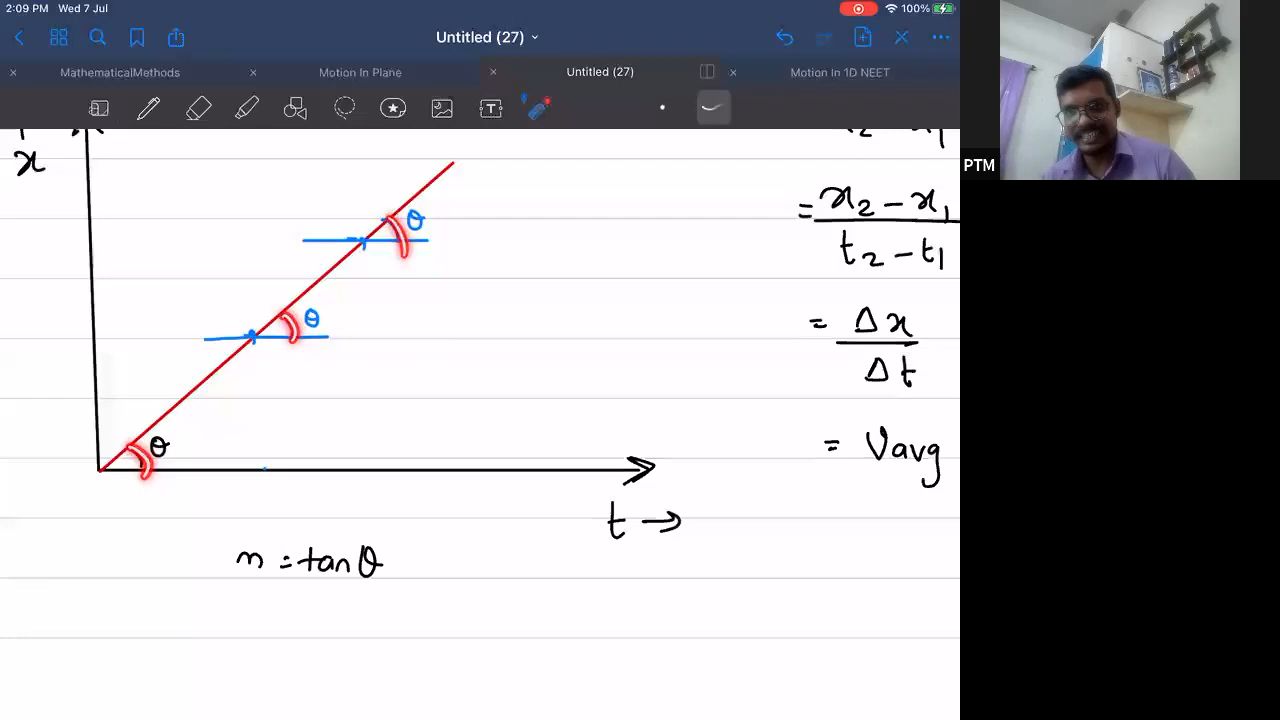 2:09 PM Wed 7 Jul
100%
Untitled (27)
MathematicalMethods
Motion In Plane
Untitled (27)
Motion In 1D NEET
T
PTM
x
θ
θ
θ
t →
m = tanθ
= x₂ - x₁
t₂ - t₁
= Δx
Δt
= Vavg